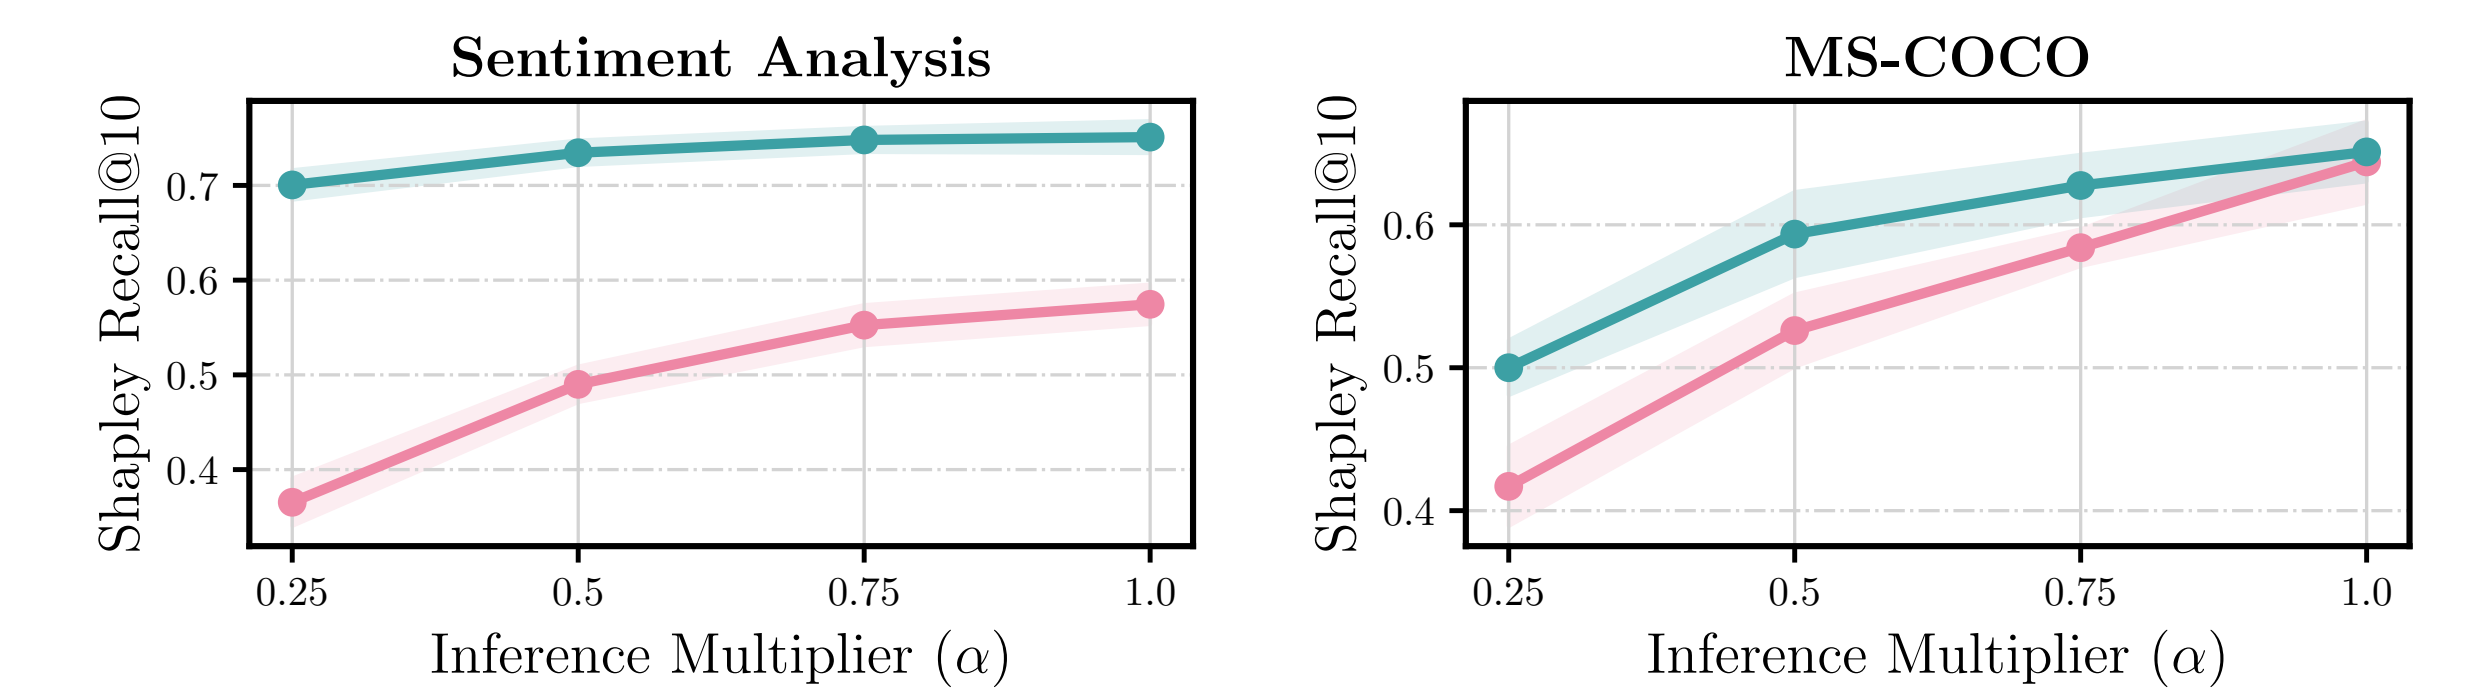 Sentiment Analysis
Shapley Recall@10
0.7
0.6
0.5
0.4
0.25 0.5 0.75 1.0
Inference Multiplier (α)
MS-COCO
Shapley Recall@10
0.6
0.5
0.4
0.25 0.5 0.75 1.0
Inference Multiplier (α)